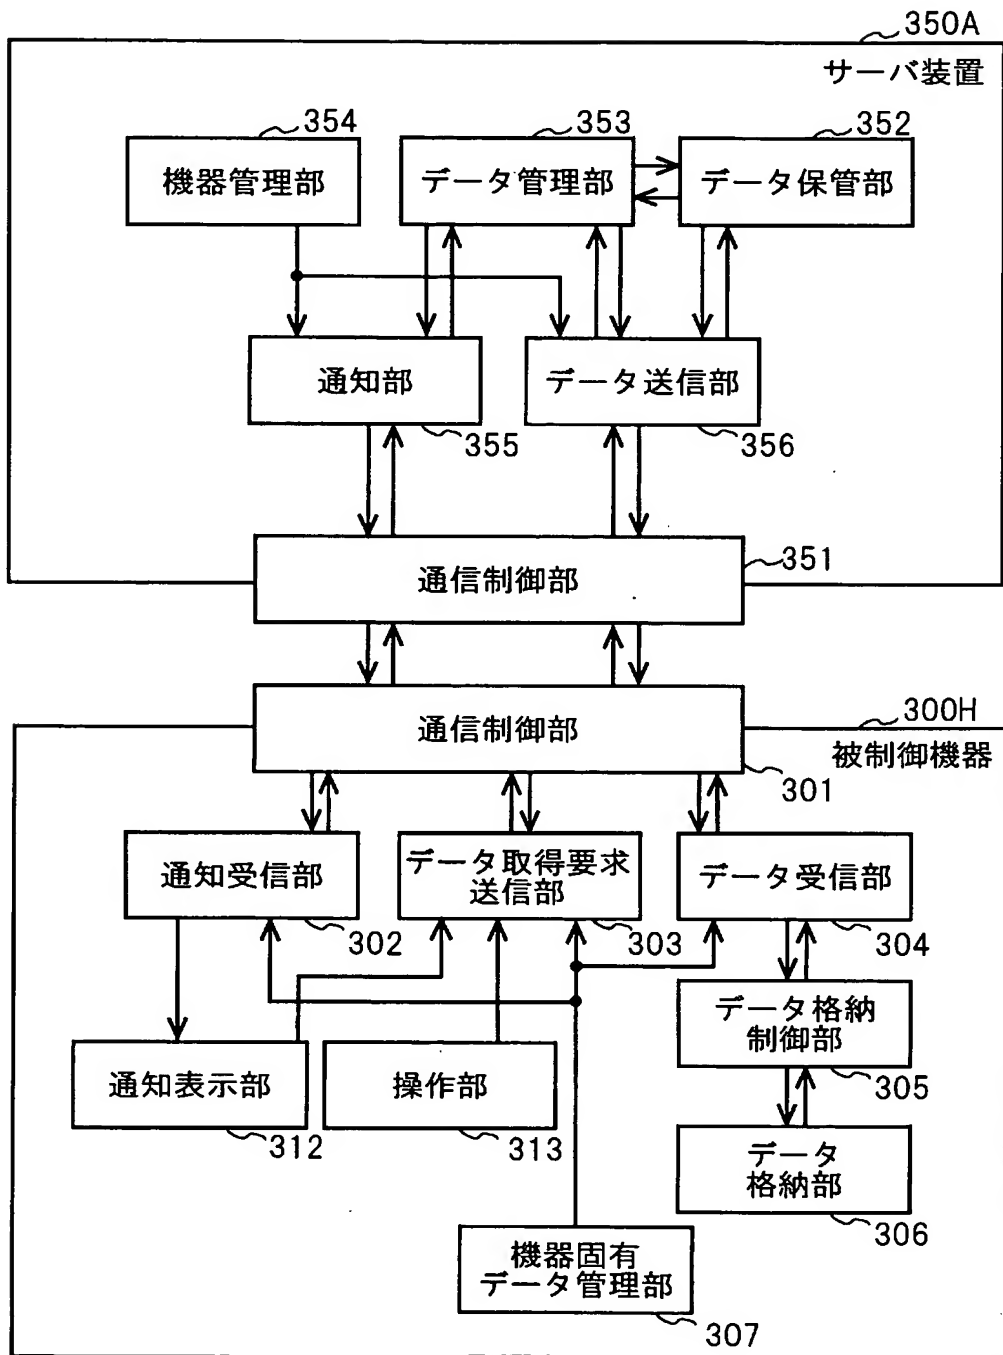 350A
サーバ装置
354
353
352
機器管理部
データ管理部
データ保管部
通知部
データ送信部
355
356
351
通信制御部
通信制御部
300H
被制御機器
301
通知受信部
データ取得要求
送信部
データ受信部
302
303
304
データ格納
制御部
305
通知表示部
操作部
312
313
データ
格納部
306
機器固有
データ管理部
307